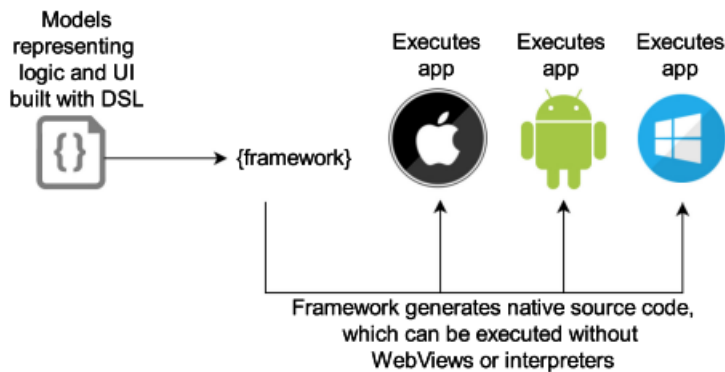 Models
representing
logic and UI
built with DSL
{}
{framework}
Executes
app
Executes
app
Executes
app
Framework generates native source code,
which can be executed without
WebViews or interpreters